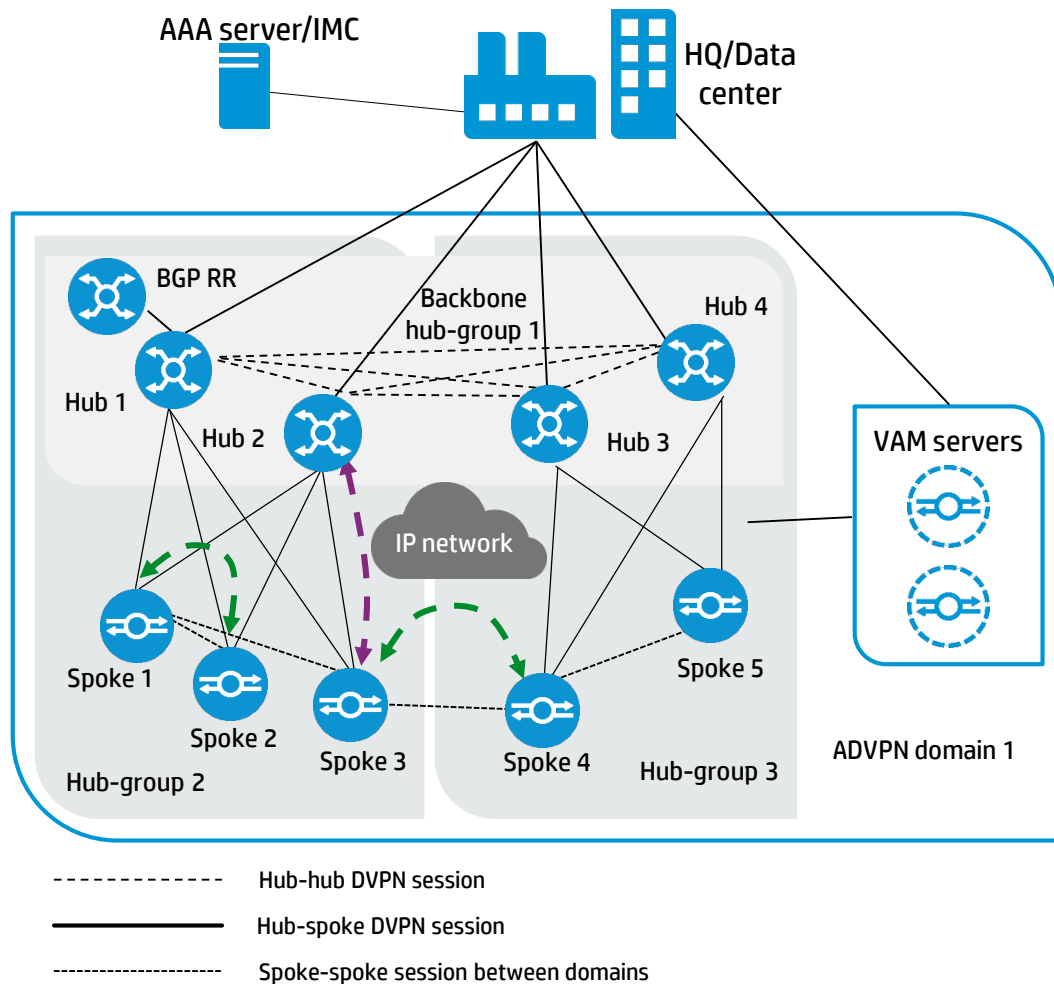 AAA server/IMC
HQ/Data
center
BGP RR
Backbone
hub-group 1
Hub 4
Hub 1
Hub 2
Hub 3
VAM servers
IP network
Spoke 1
Spoke 2
Spoke 3
Spoke 4
Spoke 5
Hub-group 2
Hub-group 3
ADVPN domain 1
Hub-hub DVPN session
Hub-spoke DVPN session
Spoke-spoke session between domains